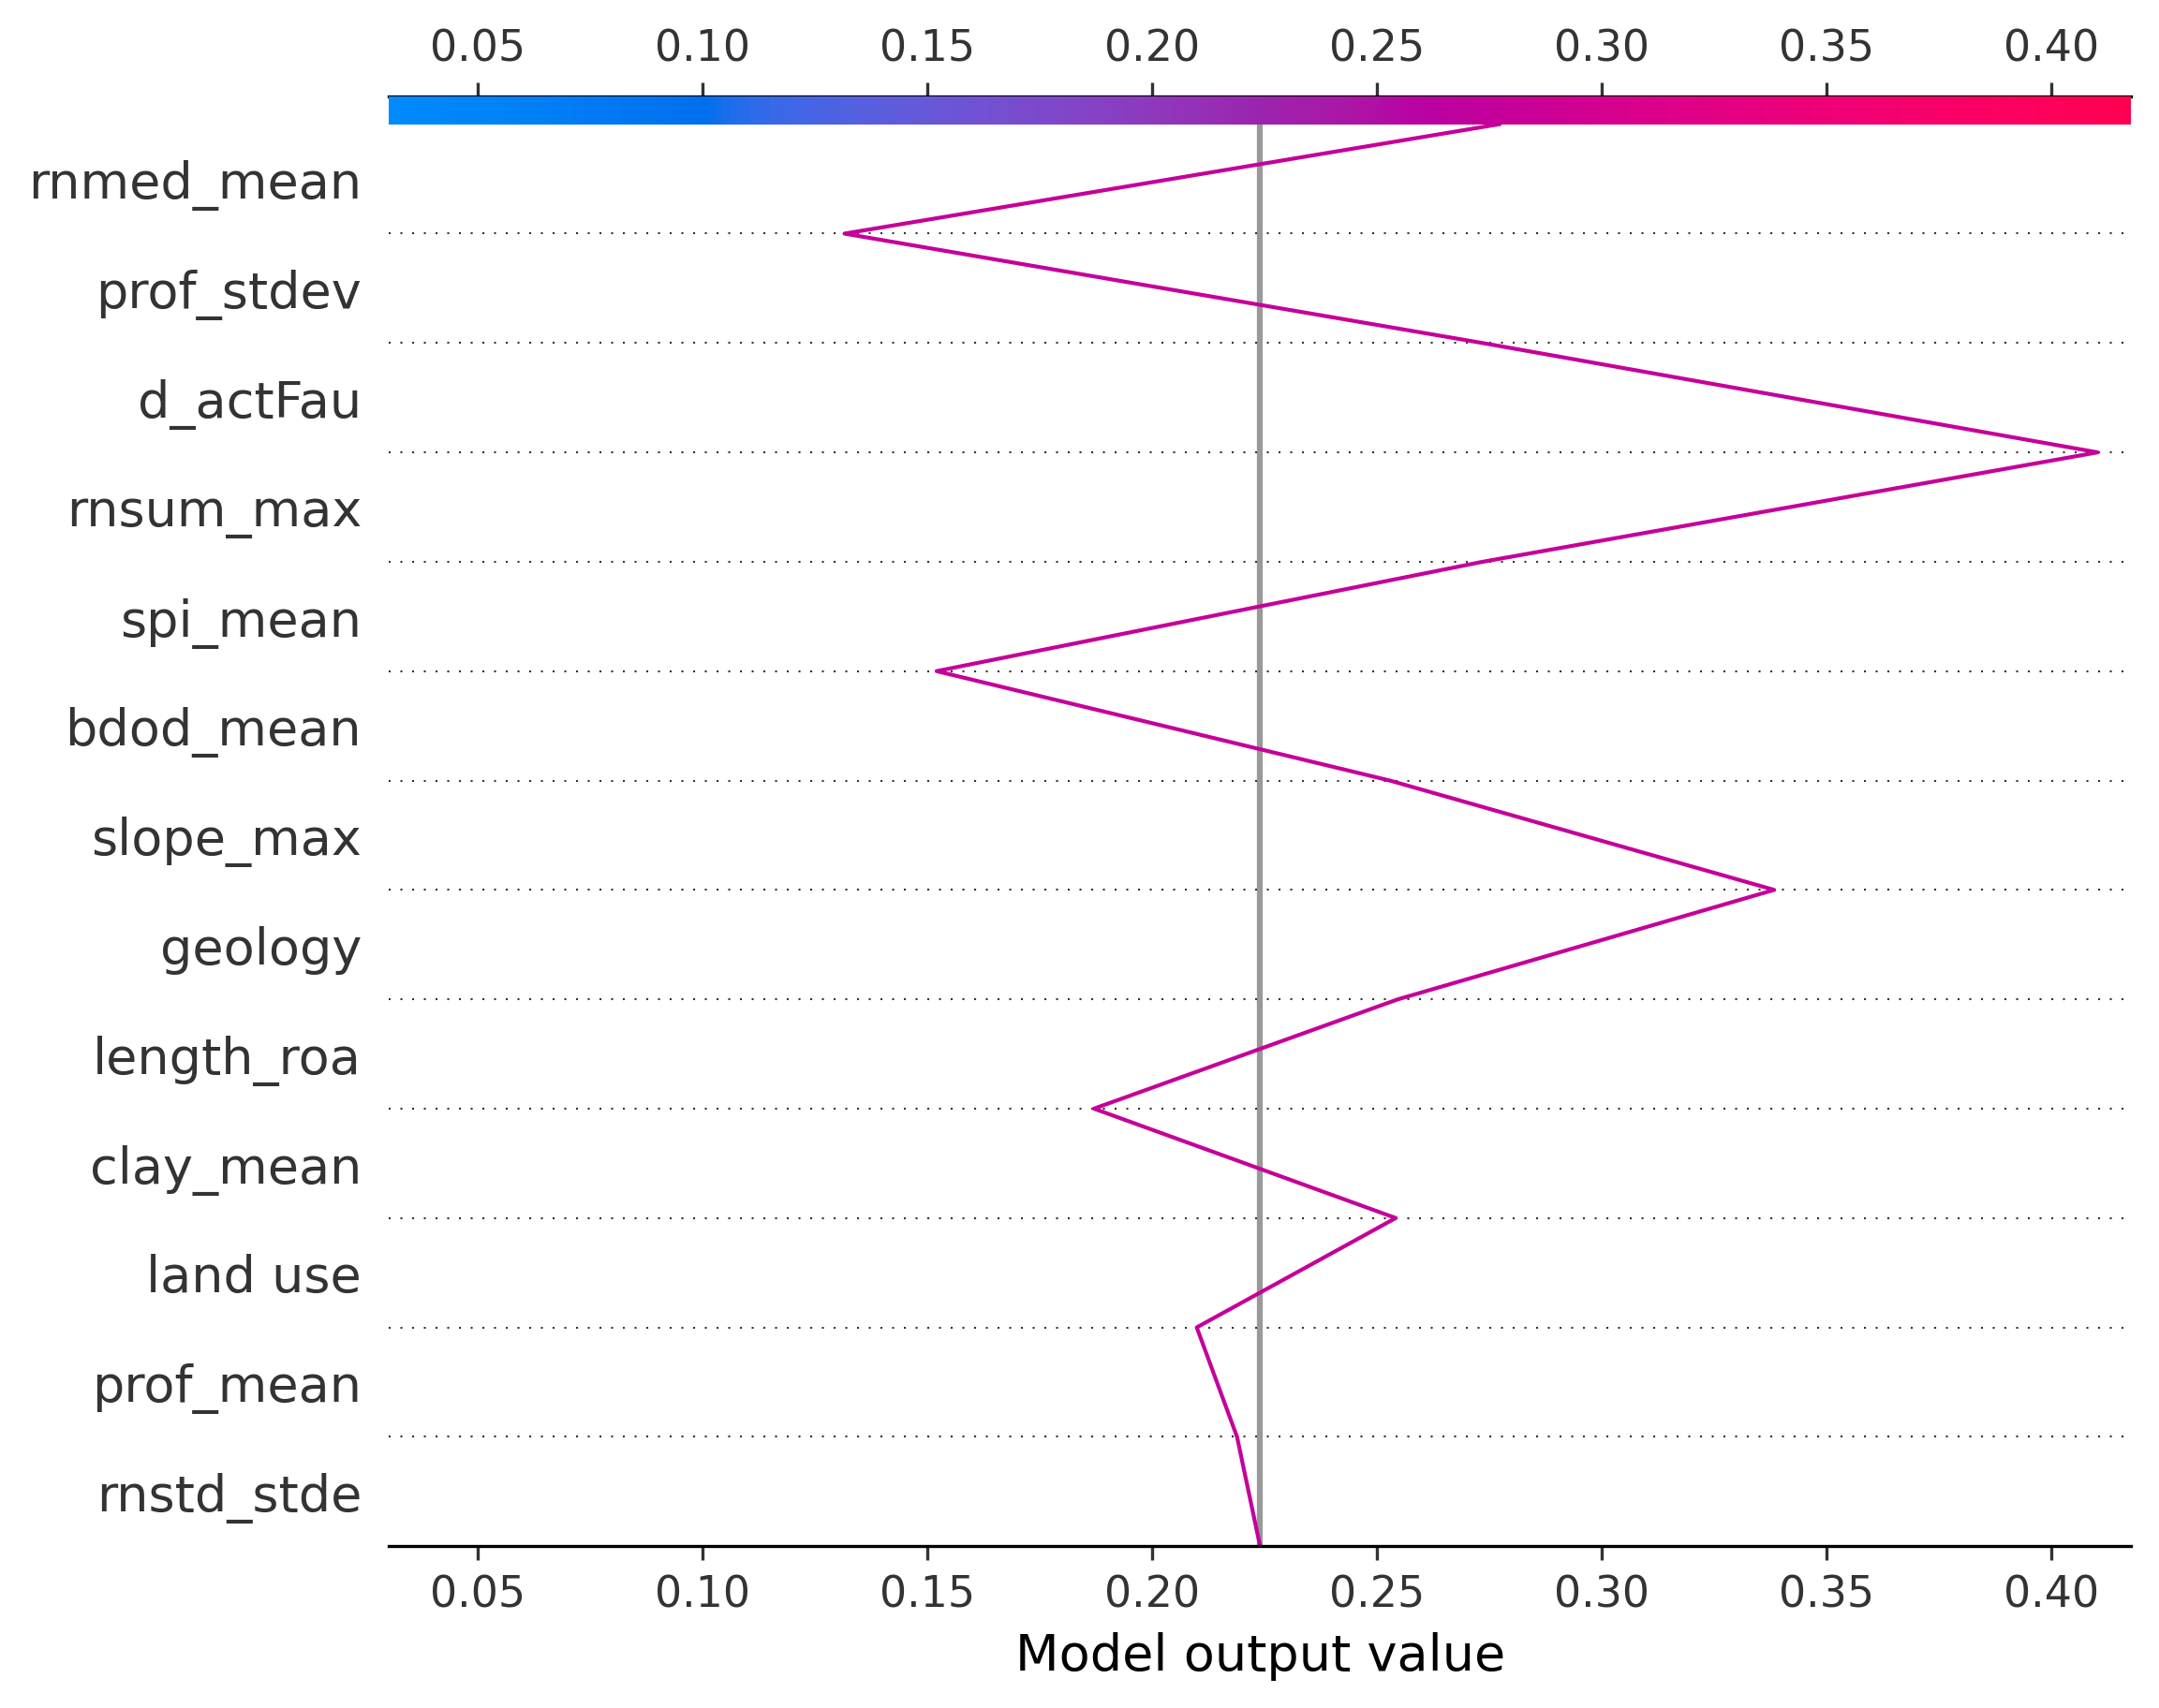 0.05 0.10 0.15 0.20 0.25 0.30 0.35 0.40
rnmed_mean
prof_stdev
d_actFau
rnsum_max
spi_mean
bdod_mean
slope_max
geology
length_roa
clay_mean
land use
prof_mean
rnstd_stde
0.05 0.10 0.15 0.20 0.25 0.30 0.35 0.40
Model output value